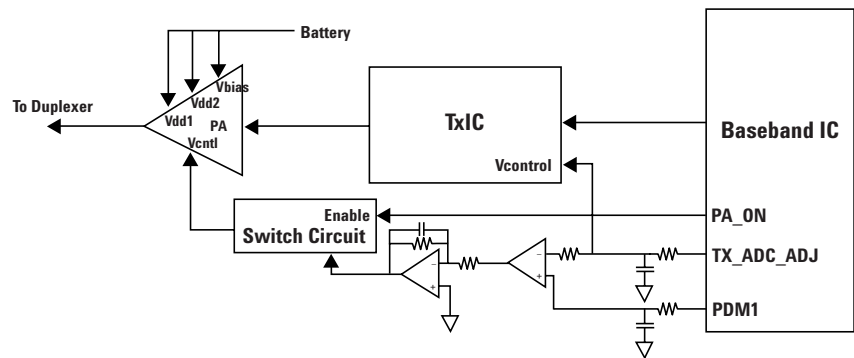 Battery
Vbias
Vdd2
Vdd1
PA
Vcntl
To Duplexer
TxIC
Vcontrol
Baseband IC
Enable
Switch Circuit
PA_ON
TX_ADC_ADJ
PDM1
−
+
−
+